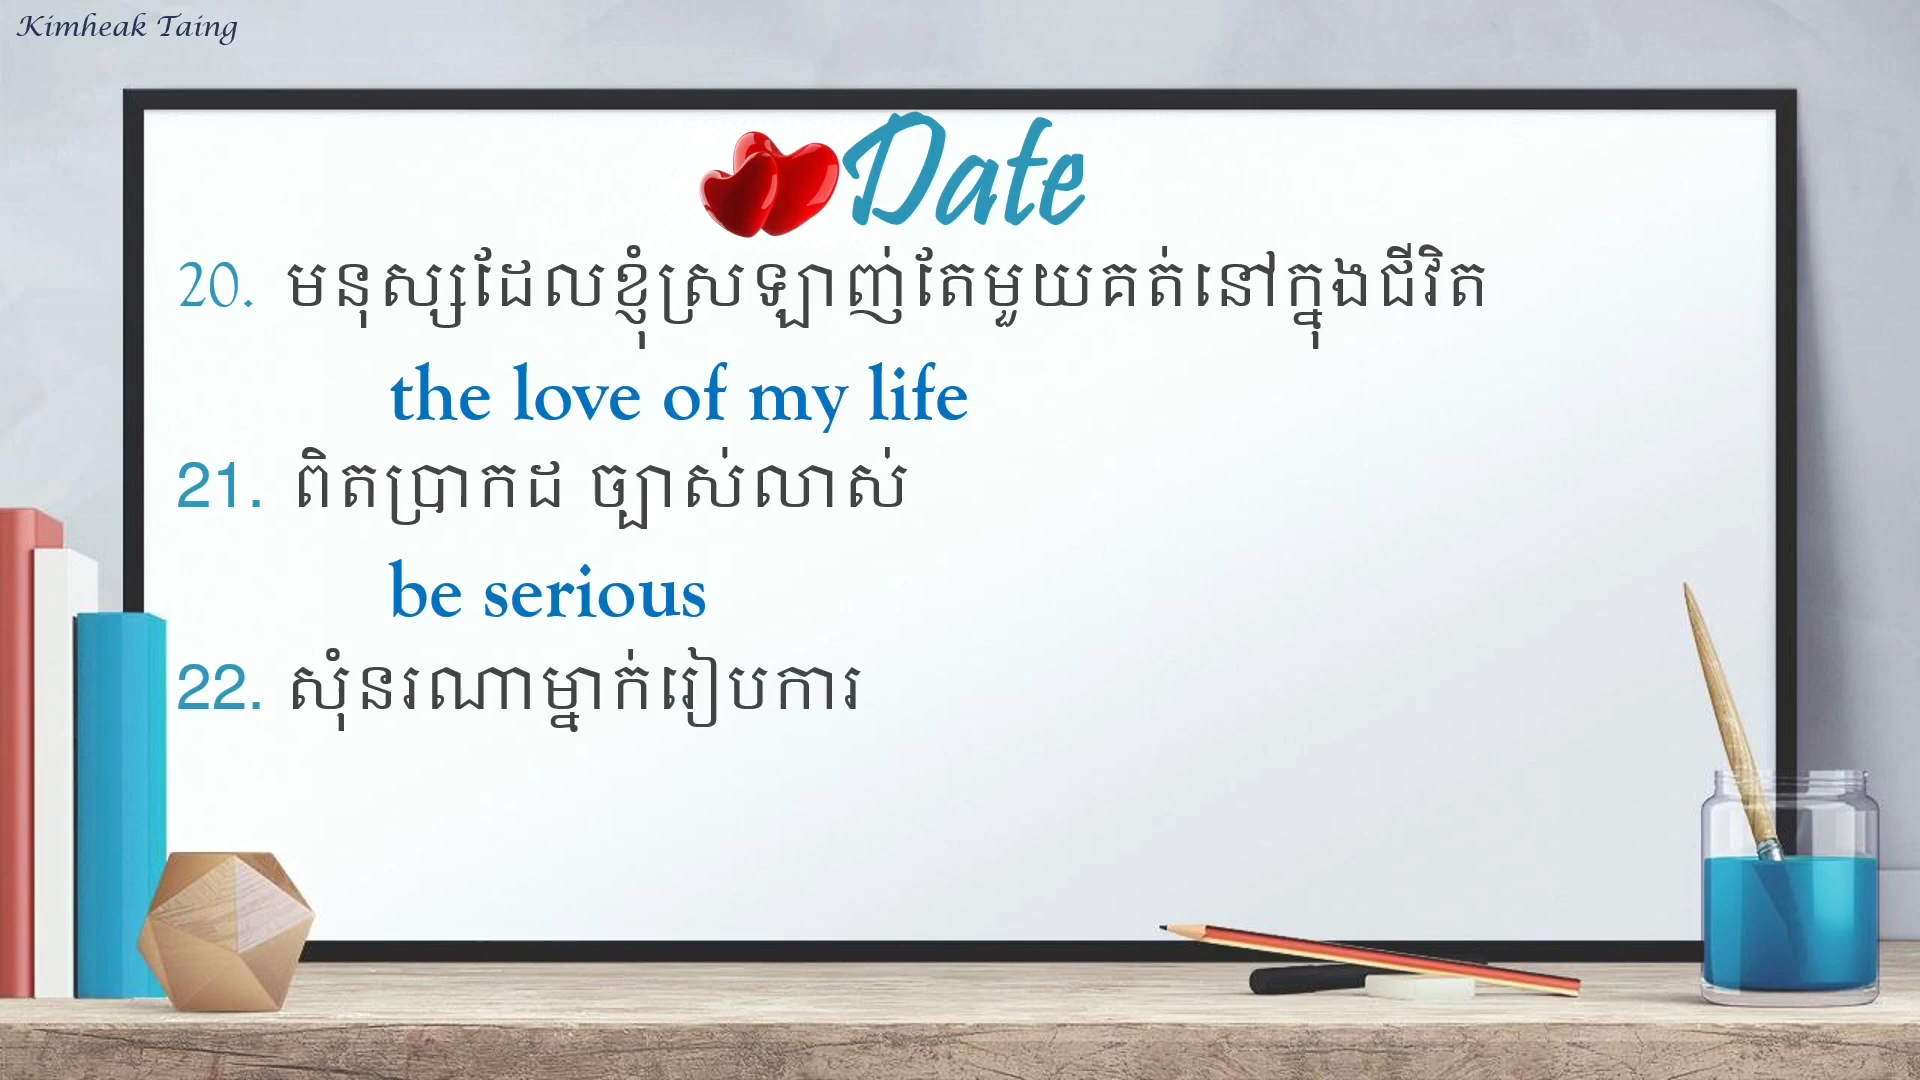 Kimheak Taing
Date
20. មនុស្សដែលខ្ញុំស្រឡាញ់តែមួយគត់នៅក្នុងជីវិត
the love of my life
21. ពិតប្រាកដ ច្បាស់លាស់
be serious
22. សុំនរណាម្នាក់រៀបការ